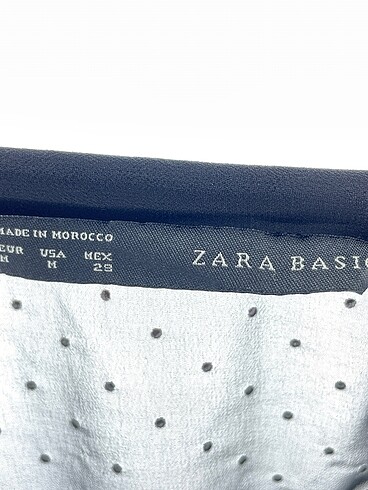 MADE IN MOROCCO
EUR USA MEX
M M 28
ZARA BASIC